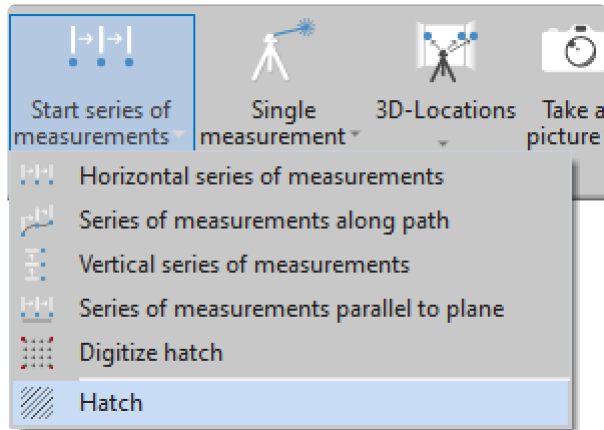 Start series of
measurements
Single
measurement
3D-Locations
Take a
picture
Horizontal series of measurements
Series of measurements along path
Vertical series of measurements
Series of measurements parallel to plane
Digitize hatch
Hatch